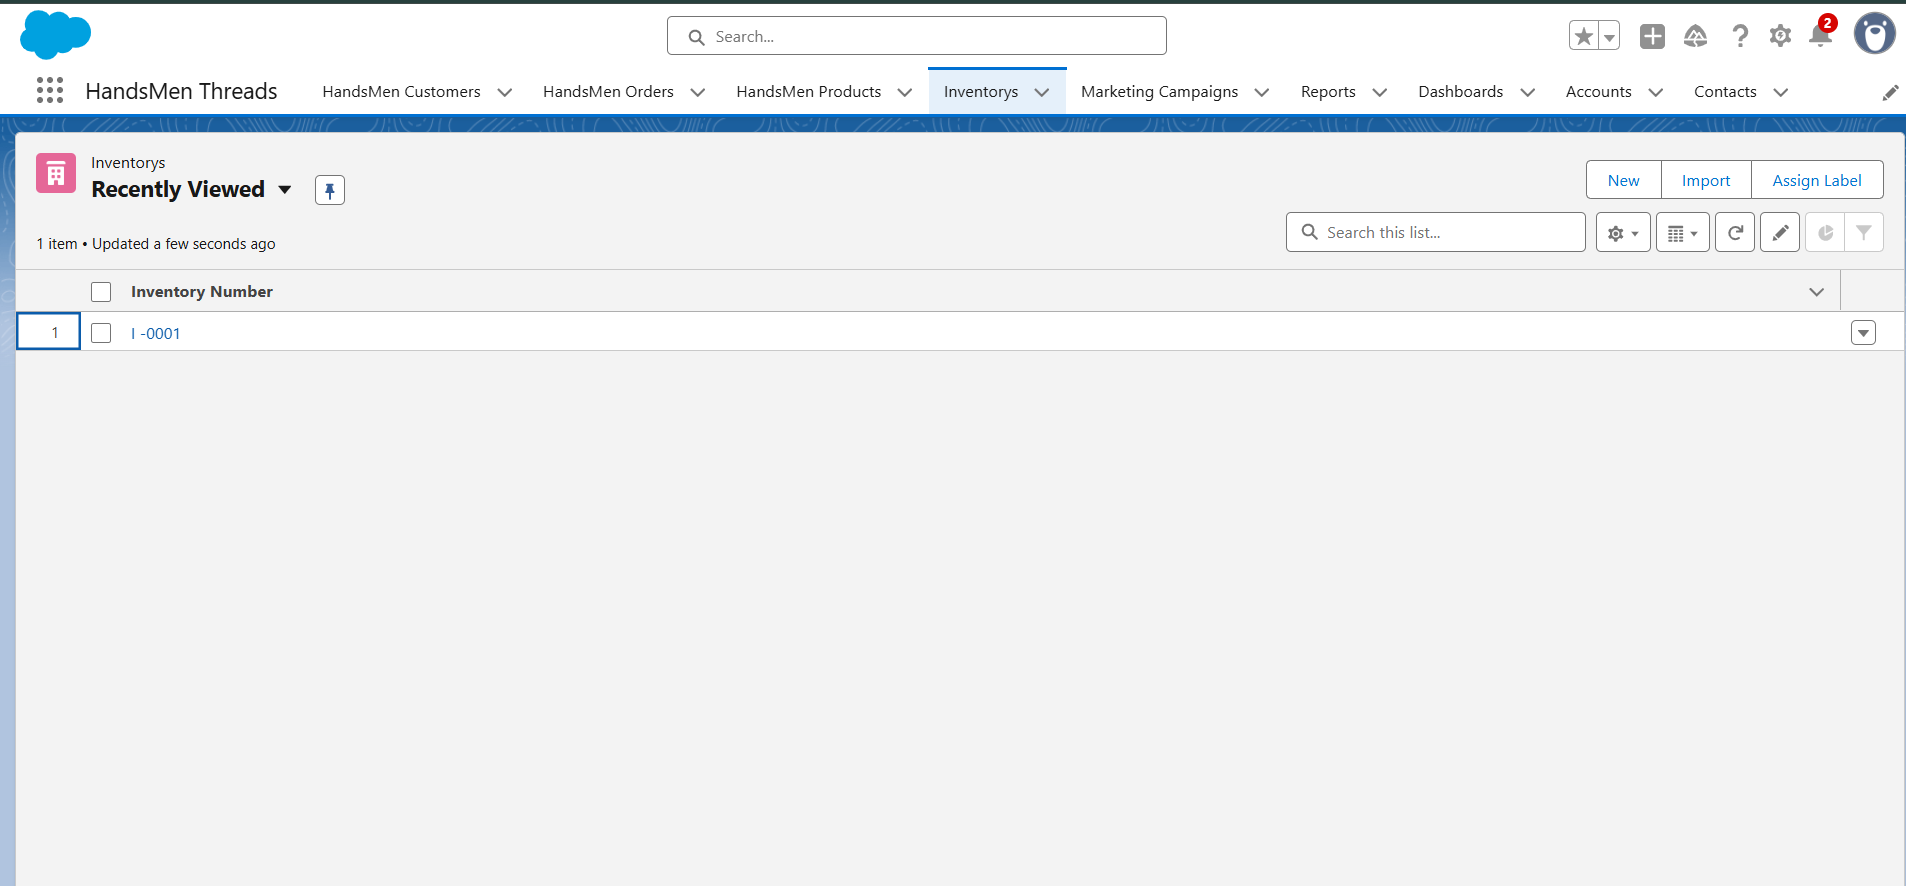 Search...
2
HandsMen Threads
HandsMen Customers
HandsMen Orders
HandsMen Products
Inventorys
Marketing Campaigns
Reports
Dashboards
Accounts
Contacts
Inventorys
Recently Viewed
New
Import
Assign Label
1 item • Updated a few seconds ago
Search this list...
Inventory Number
1
I -0001